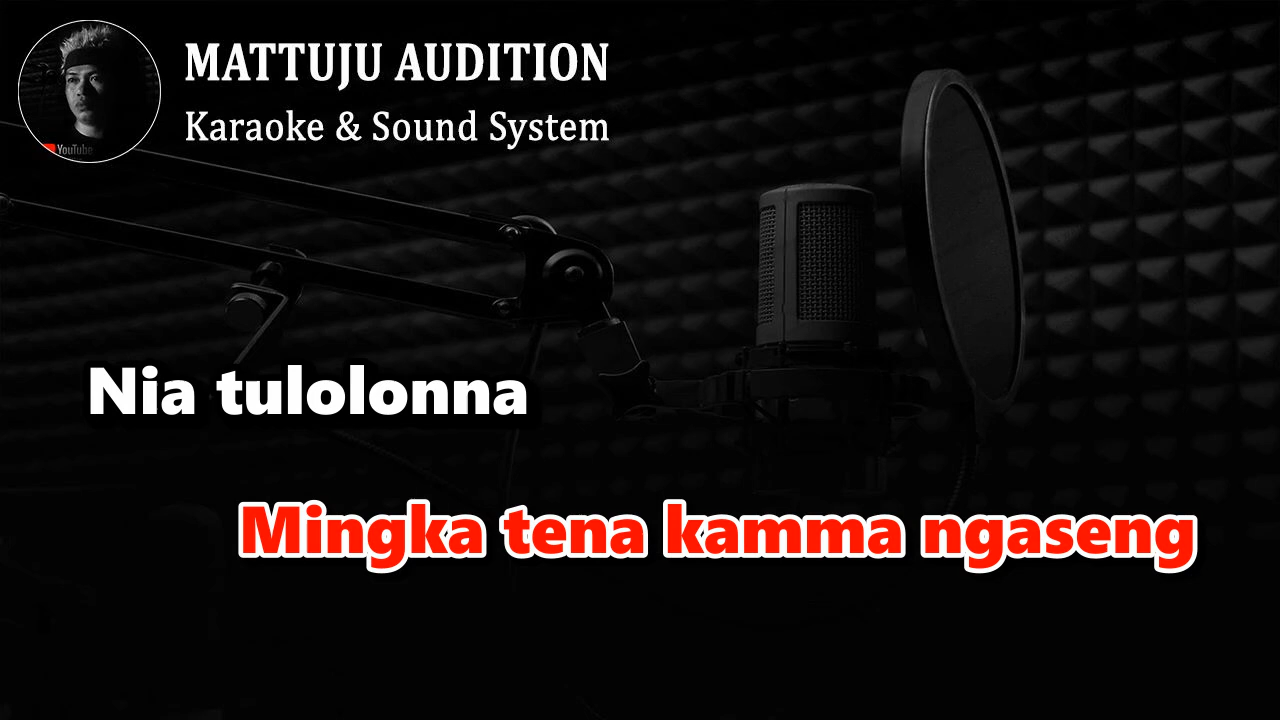 MATTUJU AUDITION
Karaoke & Sound System
YouTube
Nia tulolonna
Mingka tena kamma ngaseng